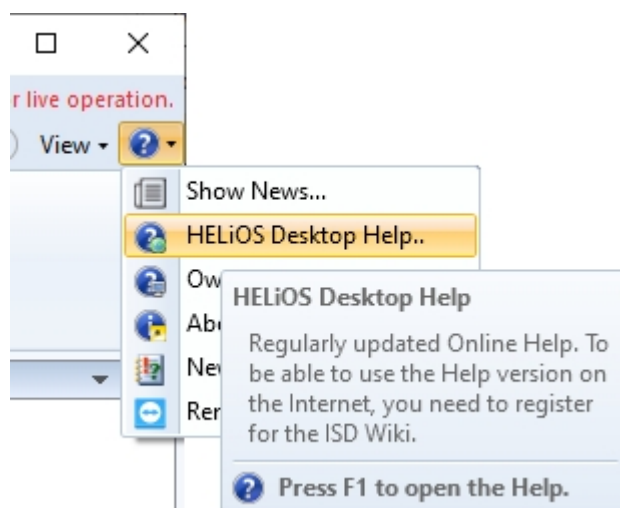 r live operation.
View
Show News...
HELiOS Desktop Help..
Ow
HELiOS Desktop Help
Abo
Regularly updated Online Help. To
Ne
be able to use the Help version on
the Internet, you need to register
Rer
for the ISD Wiki.
Press F1 to open the Help.